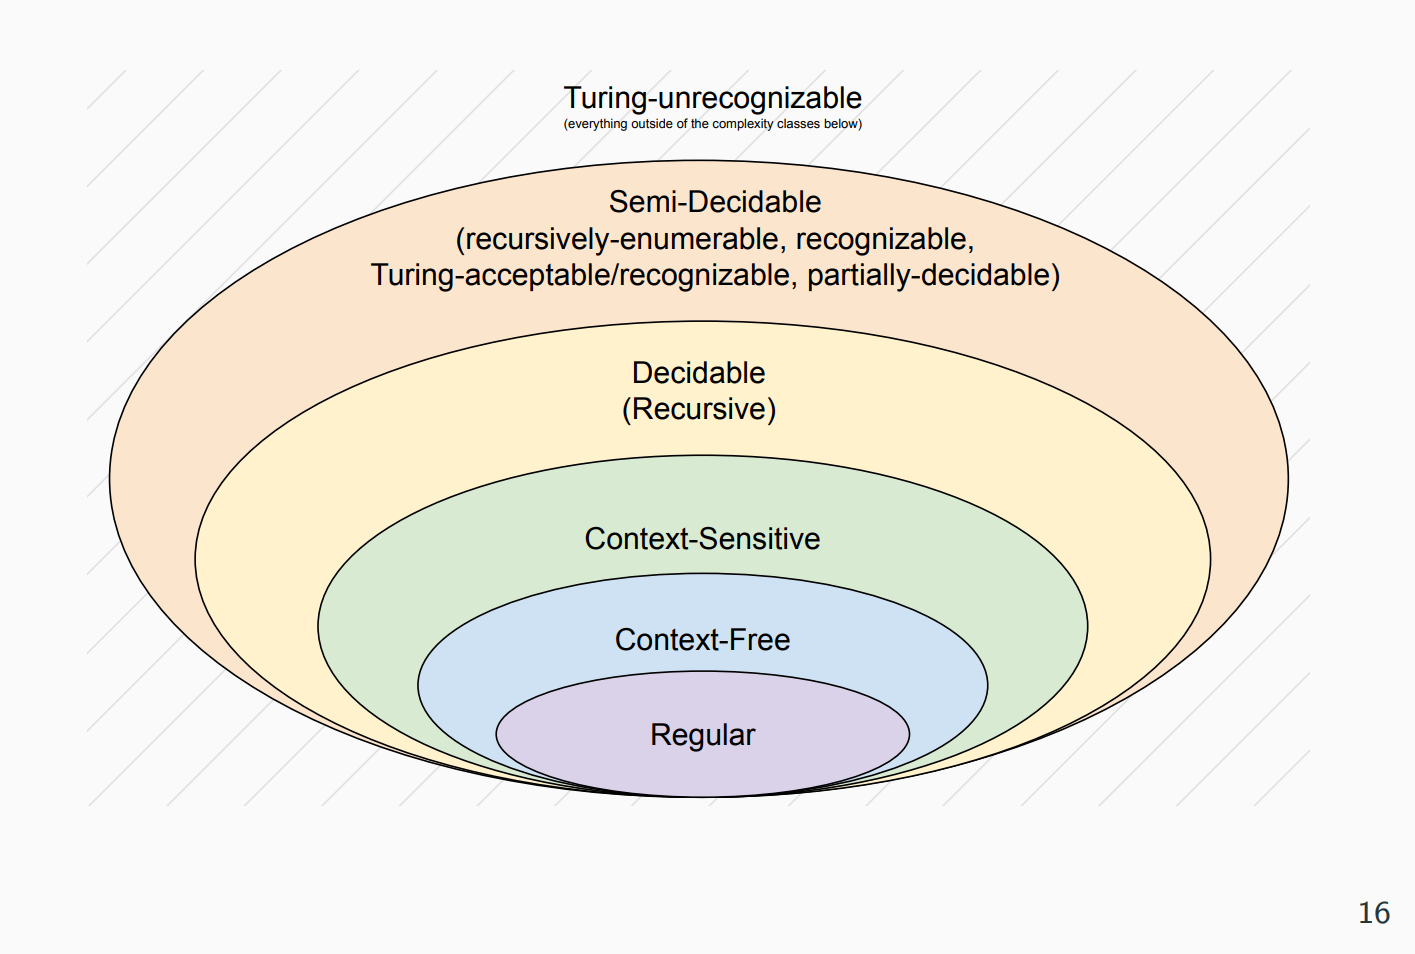 Turing-unrecognizable
(everything outside of the complexity classes below)
Semi-Decidable
(recursively-enumerable, recognizable,
Turing-acceptable/recognizable, partially-decidable)
Decidable
(Recursive)
Context-Sensitive
Context-Free
Regular
16